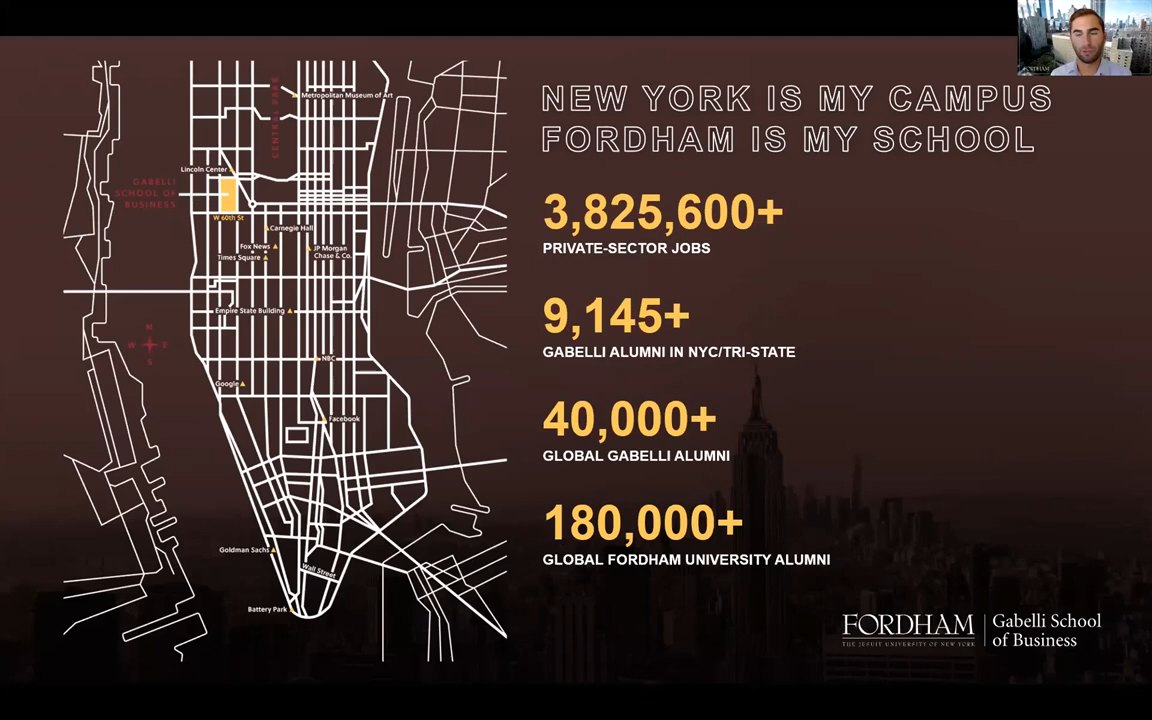 Metropolitan Museum of Art
CENTRAL PARK
Lincoln Center
GABELLI
SCHOOL OF
BUSINESS
W 60th St
Carnegie Hall
Fox News
JP Morgan
Chase & Co.
Times Square
Empire State Building
N
W E
S
NBC
Google
Facebook
Goldman Sachs
Wall Street
Battery Park
NEW YORK IS MY CAMPUS
FORDHAM IS MY SCHOOL
3,825,600+
PRIVATE-SECTOR JOBS
9,145+
GABELLI ALUMNI IN NYC/TRI-STATE
40,000+
GLOBAL GABELLI ALUMNI
180,000+
GLOBAL FORDHAM UNIVERSITY ALUMNI
FORDHAM
THE JESUIT UNIVERSITY OF NEW YORK
Gabelli School
of Business
FORDHAM